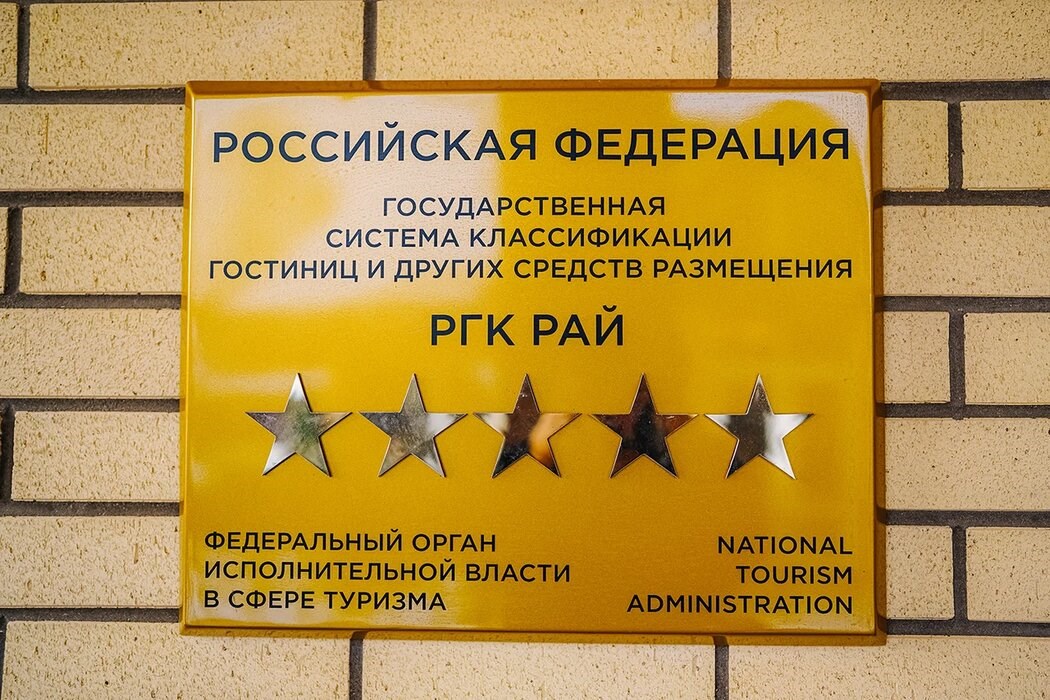 РОССИЙСКАЯ ФЕДЕРАЦИЯ
ГОСУДАРСТВЕННАЯ
СИСТЕМА КЛАССИФИКАЦИИ
ГОСТИНИЦ И ДРУГИХ СРЕДСТВ РАЗМЕЩЕНИЯ
РГК РАЙ
ФЕДЕРАЛЬНЫЙ ОРГАН
ИСПОЛНИТЕЛЬНОЙ ВЛАСТИ
В СФЕРЕ ТУРИЗМА
NATIONAL
TOURISM
ADMINISTRATION